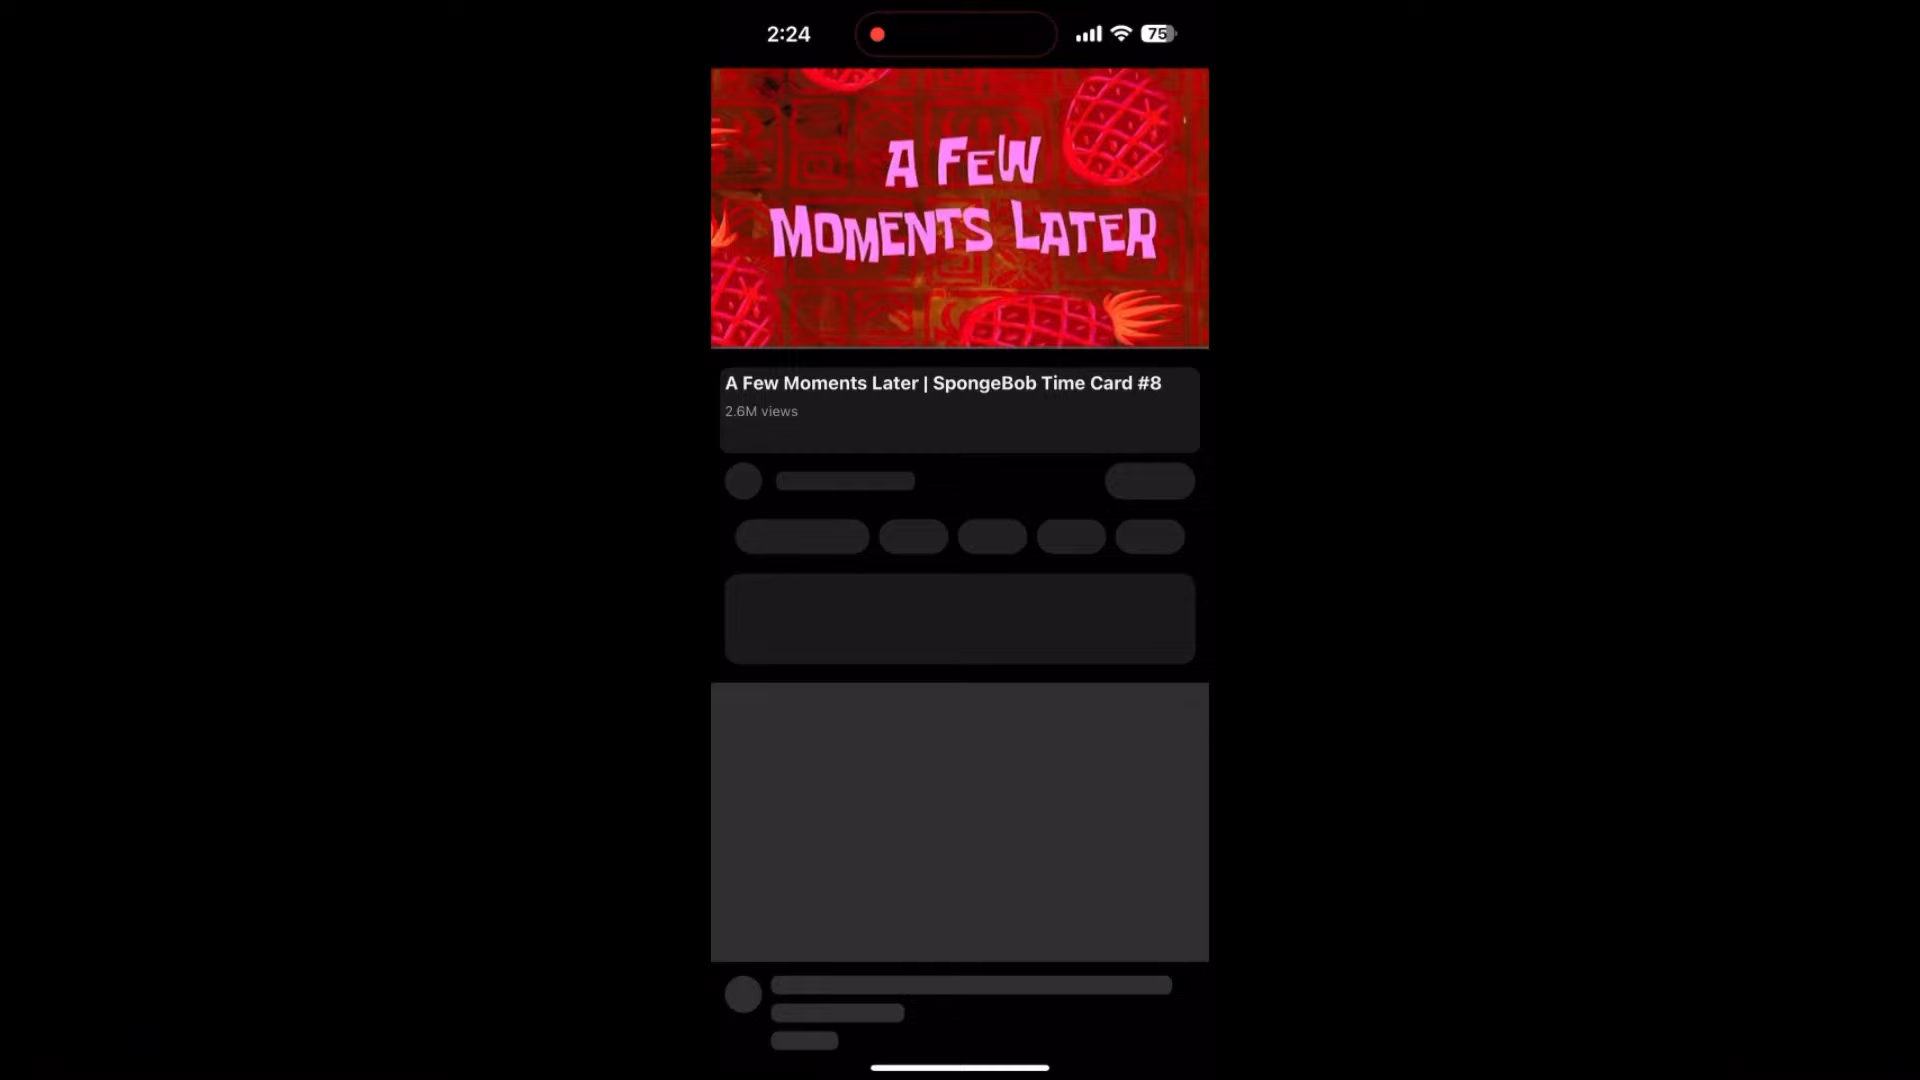 2:24
75
A FEW
MOMENTS LATER
A Few Moments Later | SpongeBob Time Card #8
2.6M views